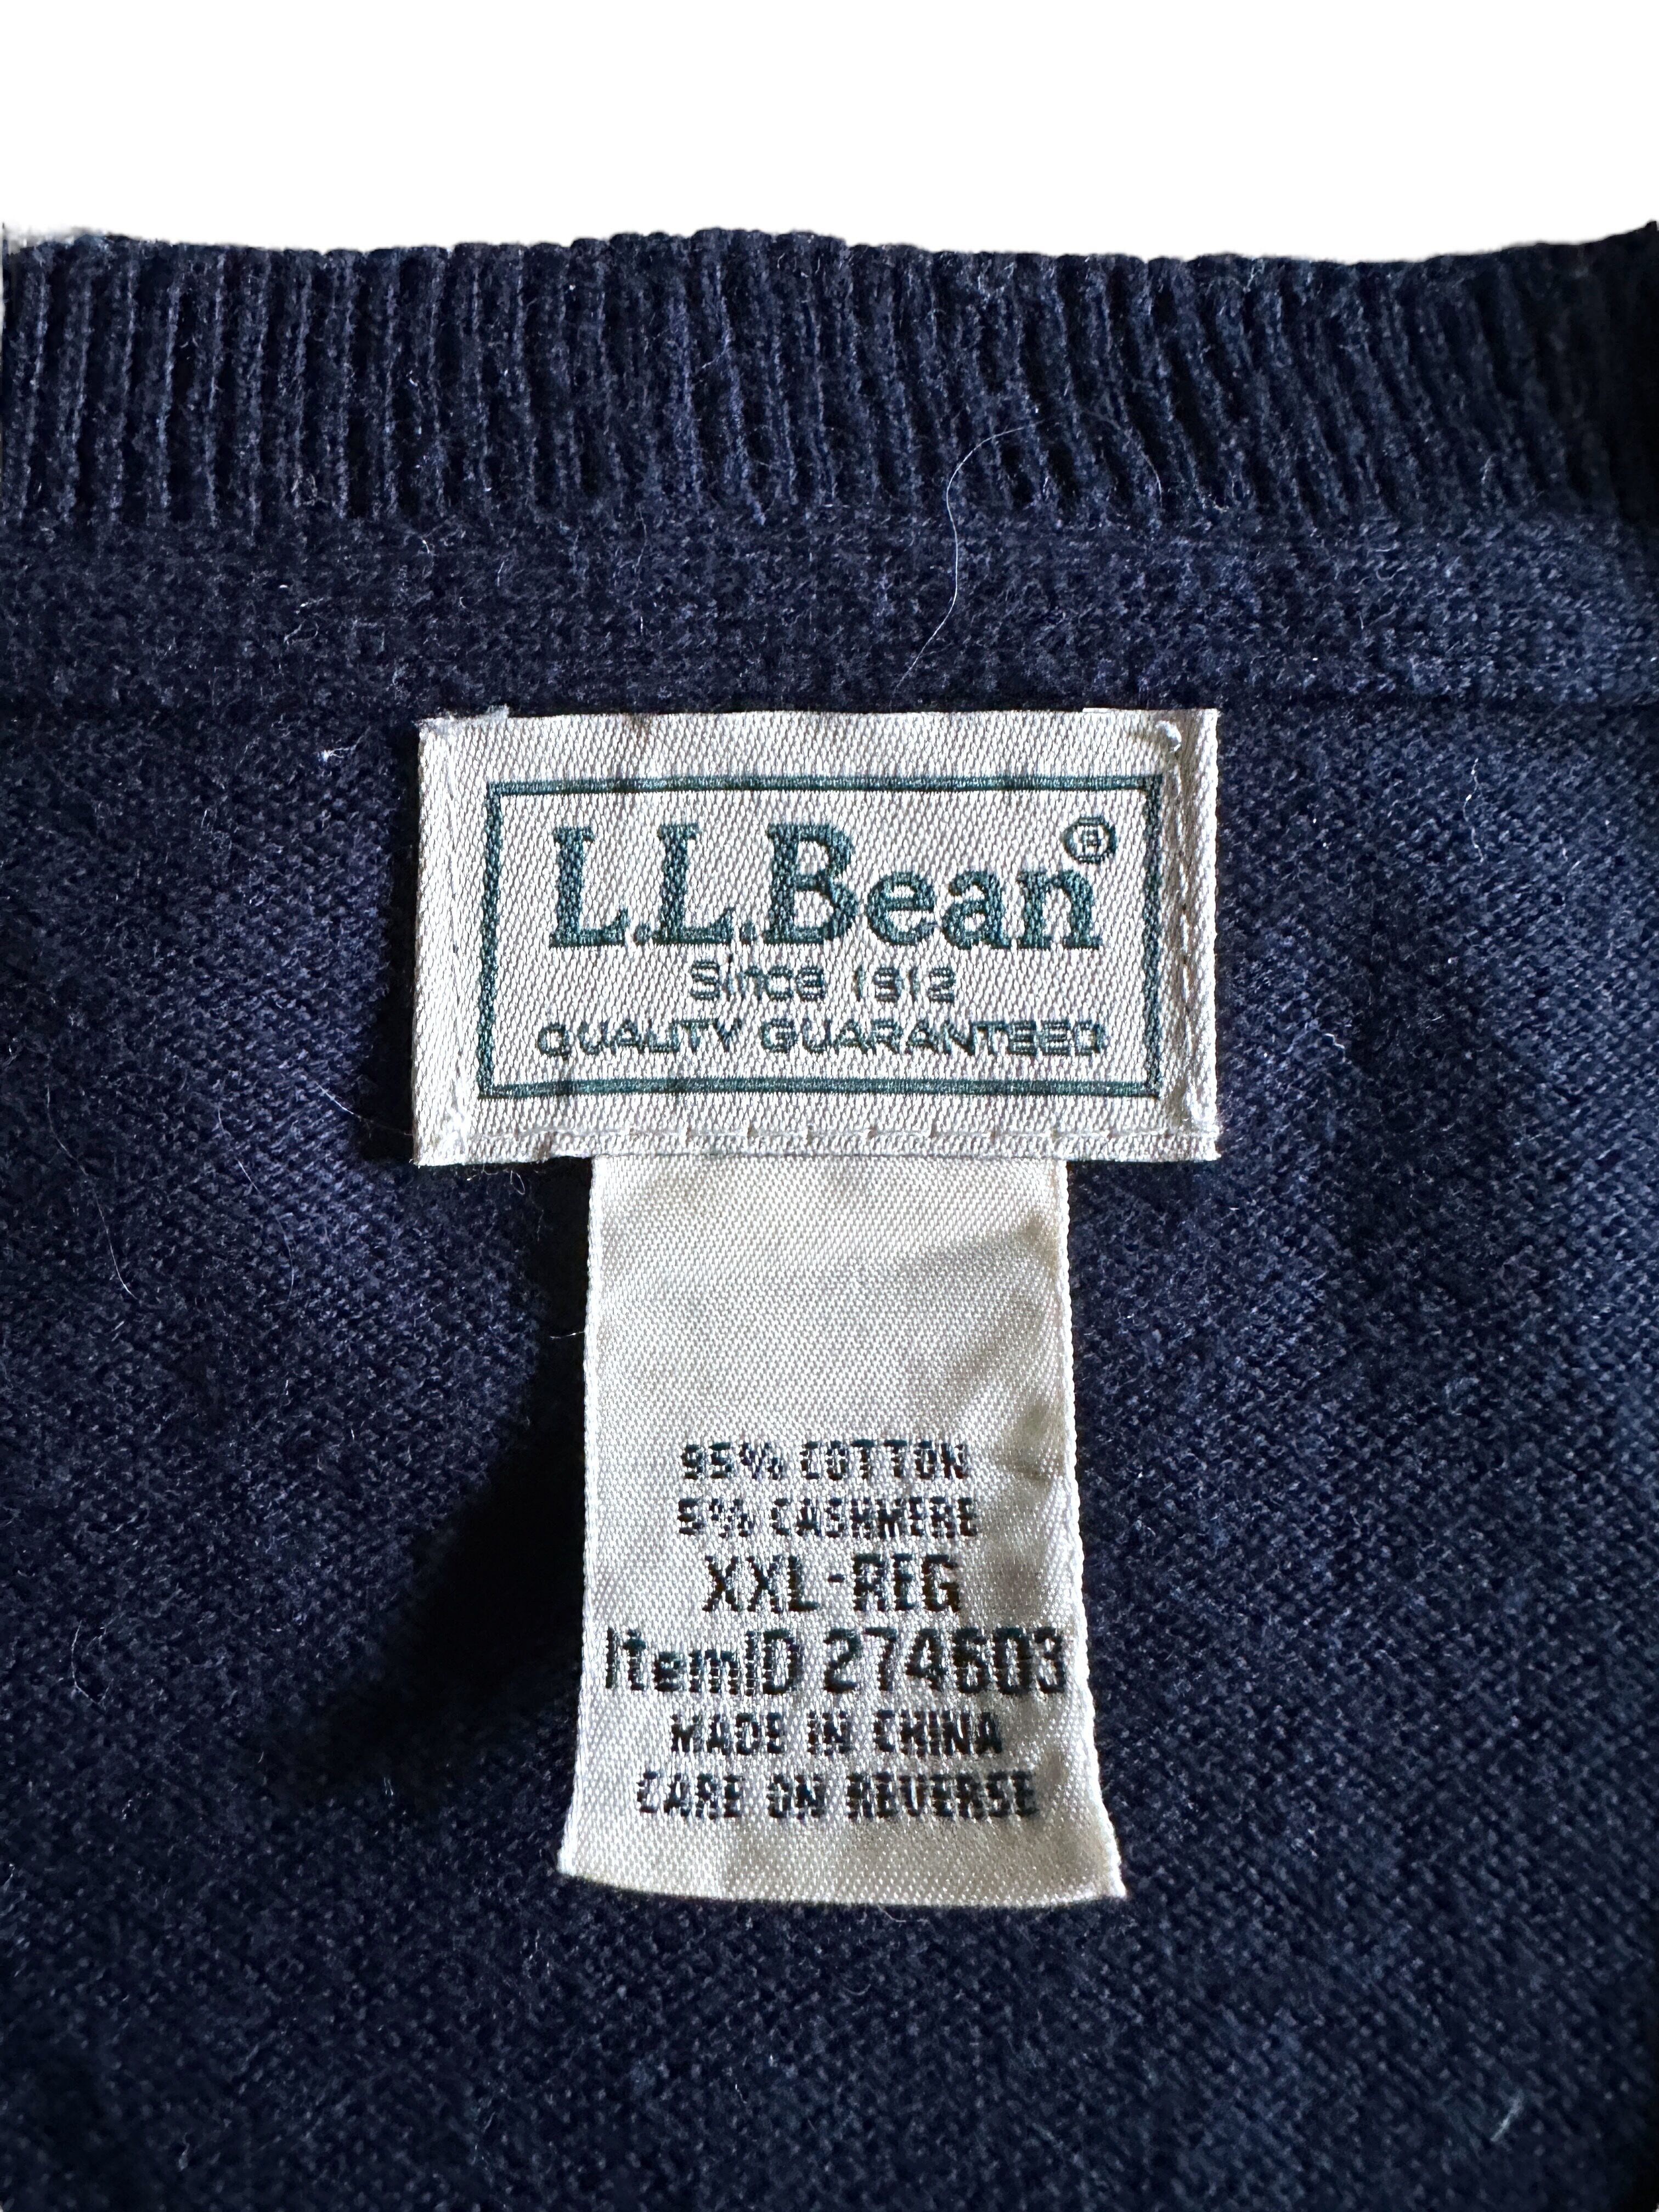 L.L.Bean®
Since 1912
QUALITY GUARANTEED
95% COTTON
5% CASHMERE
XXL-REG
ItemID 274603
MADE IN CHINA
CARE ON REVERSE